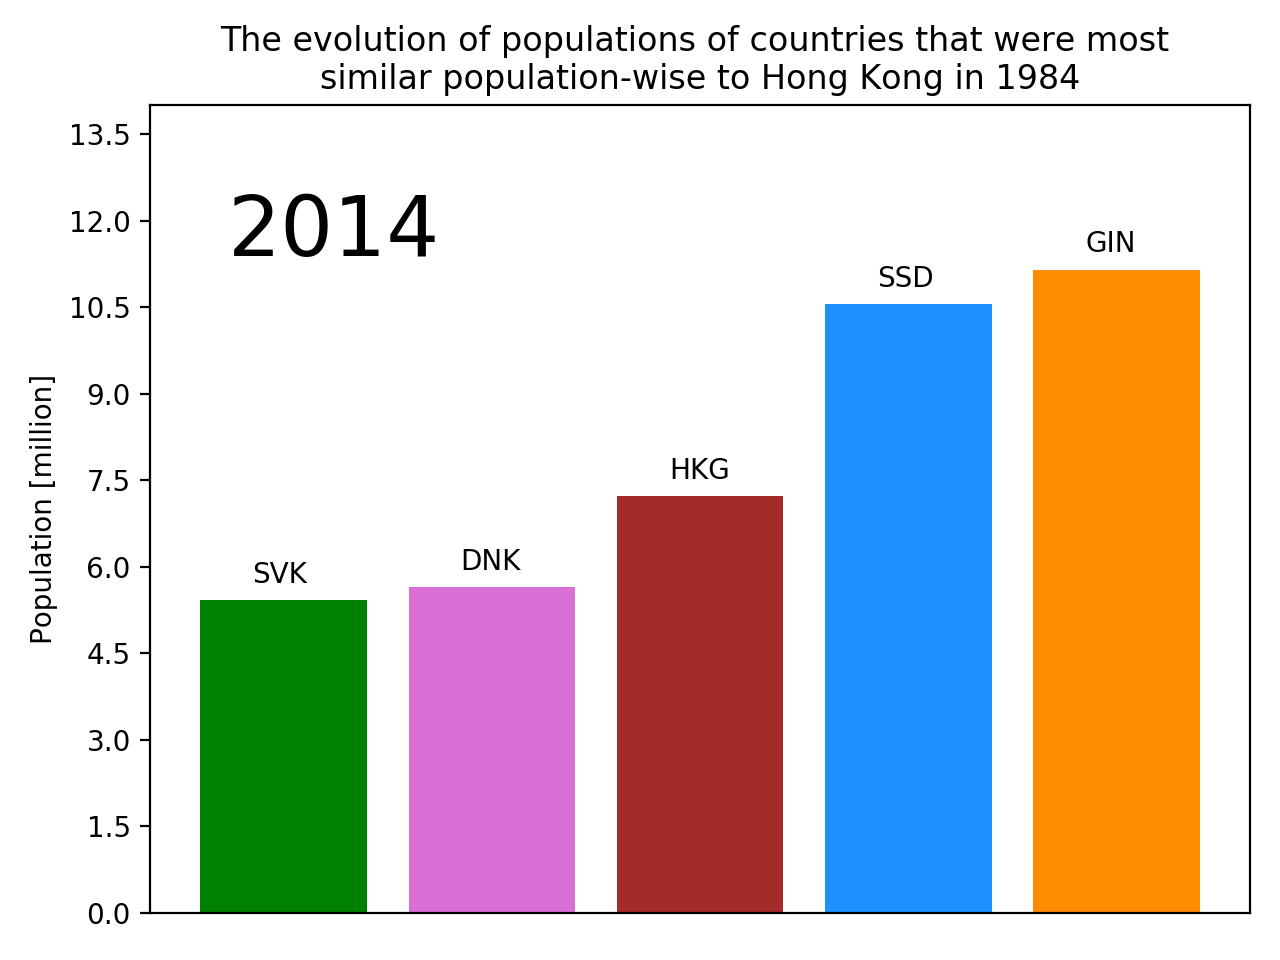 The evolution of populations of countries that were most
similar population-wise to Hong Kong in 1984
13.5
12.0
10.5
9.0
7.5
6.0
4.5
3.0
1.5
0.0
Population [million]
2014
SVK
DNK
HKG
SSD
GIN